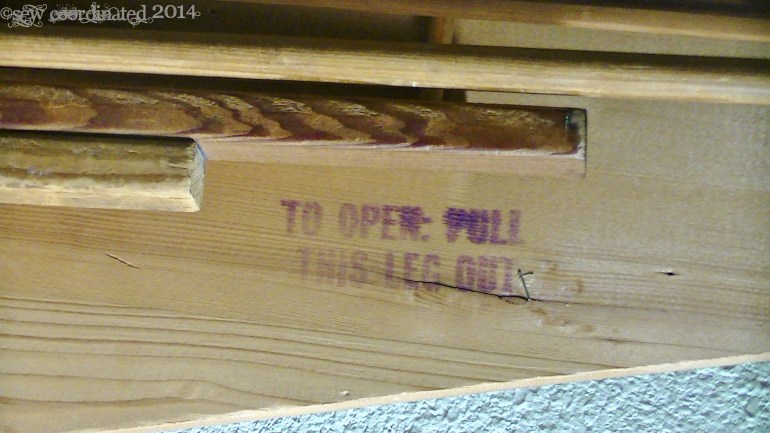 ©sew coordinated 2014
TO OPEN: PULL
THIS LEG OUT